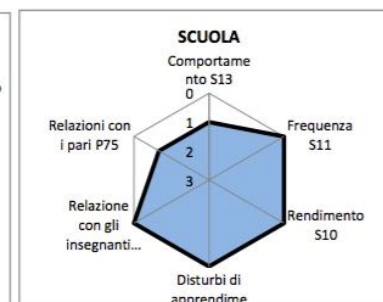 SCUOLA
Comportame
nto S13
0
1
2
3
Frequenza
S11
Rendimento
S10
Disturbi di
apprendime
Relazione
con gli
insegnanti...
Relazioni con
i pari P75